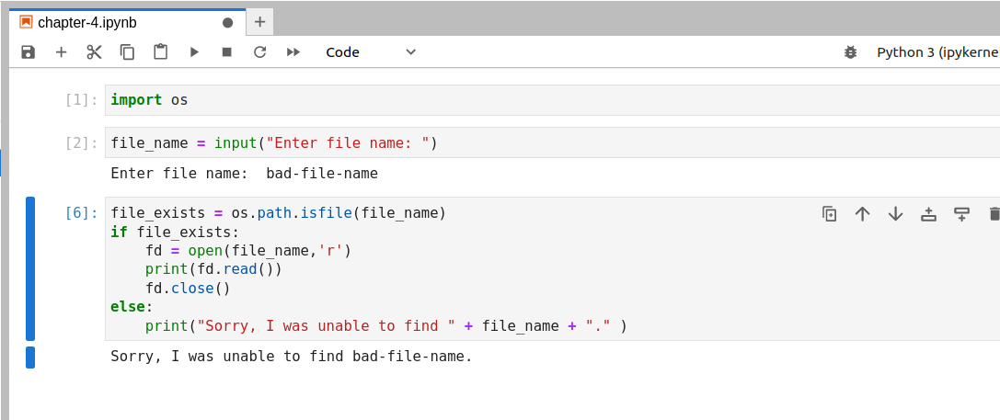 chapter-4.ipynb
Code
Python 3 (ipykerne
[1]: import os
[2]: file_name = input("Enter file name: ")
Enter file name:  bad-file-name
[6]: file_exists = os.path.isfile(file_name)
if file_exists:
    fd = open(file_name,'r')
    print(fd.read())
    fd.close()
else:
    print("Sorry, I was unable to find " + file_name + "." )
Sorry, I was unable to find bad-file-name.